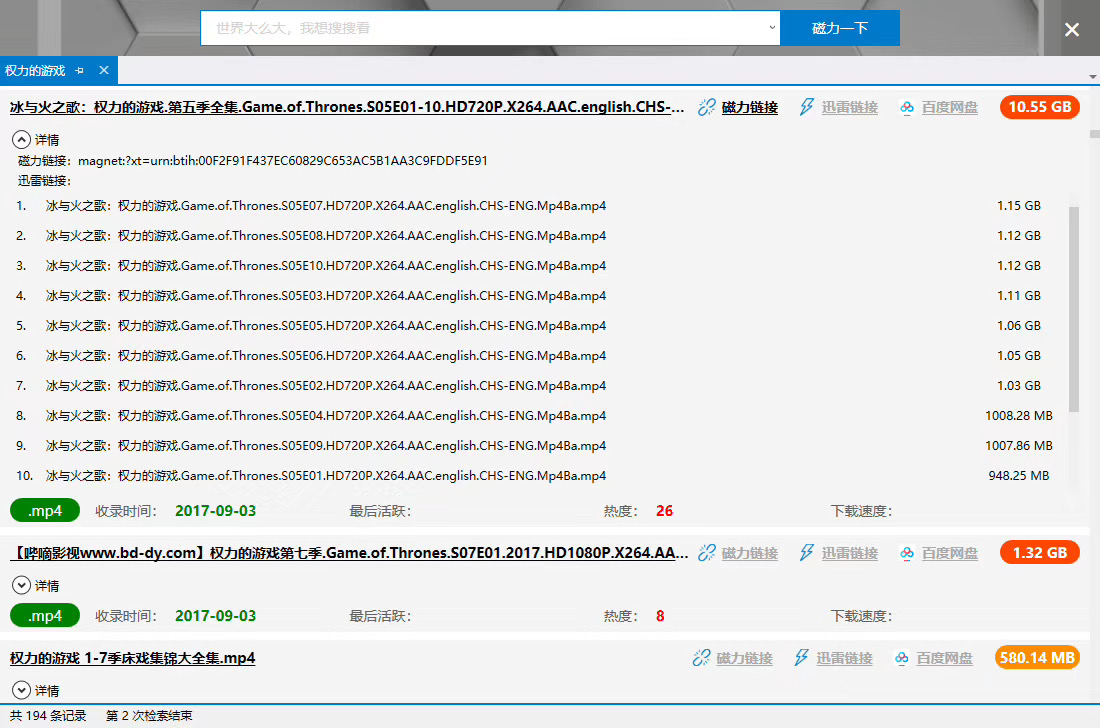 世界大么大，我想搜搜看 磁力一下
权力的游戏
冰与火之歌：权力的游戏.第五季全集.Game.of.Thrones.S05E01-10.HD720P.X264.AAC.english.CHS-... 磁力链接 迅雷链接 百度网盘 10.55 GB
详情
磁力链接：magnet:?xt=urn:btih:00F2F91F437EC60829C653AC5B1AA3C9FDDF5E91
迅雷链接：
1. 冰与火之歌：权力的游戏.Game.of.Thrones.S05E07.HD720P.X264.AAC.english.CHS-ENG.Mp4Ba.mp4 1.15 GB
2. 冰与火之歌：权力的游戏.Game.of.Thrones.S05E08.HD720P.X264.AAC.english.CHS-ENG.Mp4Ba.mp4 1.12 GB
3. 冰与火之歌：权力的游戏.Game.of.Thrones.S05E10.HD720P.X264.AAC.english.CHS-ENG.Mp4Ba.mp4 1.12 GB
4. 冰与火之歌：权力的游戏.Game.of.Thrones.S05E03.HD720P.X264.AAC.english.CHS-ENG.Mp4Ba.mp4 1.11 GB
5. 冰与火之歌：权力的游戏.Game.of.Thrones.S05E05.HD720P.X264.AAC.english.CHS-ENG.Mp4Ba.mp4 1.06 GB
6. 冰与火之歌：权力的游戏.Game.of.Thrones.S05E06.HD720P.X264.AAC.english.CHS-ENG.Mp4Ba.mp4 1.05 GB
7. 冰与火之歌：权力的游戏.Game.of.Thrones.S05E02.HD720P.X264.AAC.english.CHS-ENG.Mp4Ba.mp4 1.03 GB
8. 冰与火之歌：权力的游戏.Game.of.Thrones.S05E04.HD720P.X264.AAC.english.CHS-ENG.Mp4Ba.mp4 1008.28 MB
9. 冰与火之歌：权力的游戏.Game.of.Thrones.S05E09.HD720P.X264.AAC.english.CHS-ENG.Mp4Ba.mp4 1007.86 MB
10. 冰与火之歌：权力的游戏.Game.of.Thrones.S05E01.HD720P.X264.AAC.english.CHS-ENG.Mp4Ba.mp4 948.25 MB
.mp4 收录时间： 2017-09-03 最后活跃： 热度： 26 下载速度：
【哔嘀影视www.bd-dy.com】权力的游戏第七季.Game.of.Thrones.S07E01.2017.HD1080P.X264.AA... 磁力链接 迅雷链接 百度网盘 1.32 GB
详情
.mp4 收录时间： 2017-09-03 最后活跃： 热度： 8 下载速度：
权力的游戏 1-7季床戏集锦大全集.mp4 磁力链接 迅雷链接 百度网盘 580.14 MB
详情
共 194 条记录 第 2 次检索结束